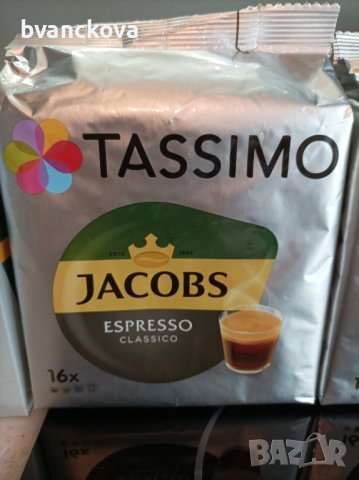 bvanckova
TASSIMO
ESTD 1895
JACOBS
ESPRESSO
CLASSICO
16x
BAZAR